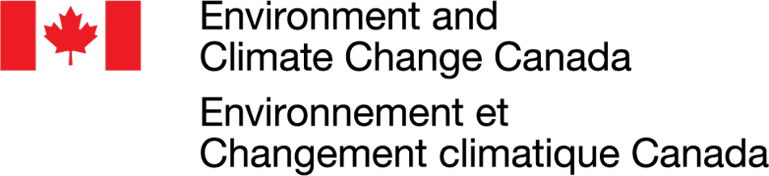 Environment and
Climate Change Canada
Environnement et
Changement climatique Canada